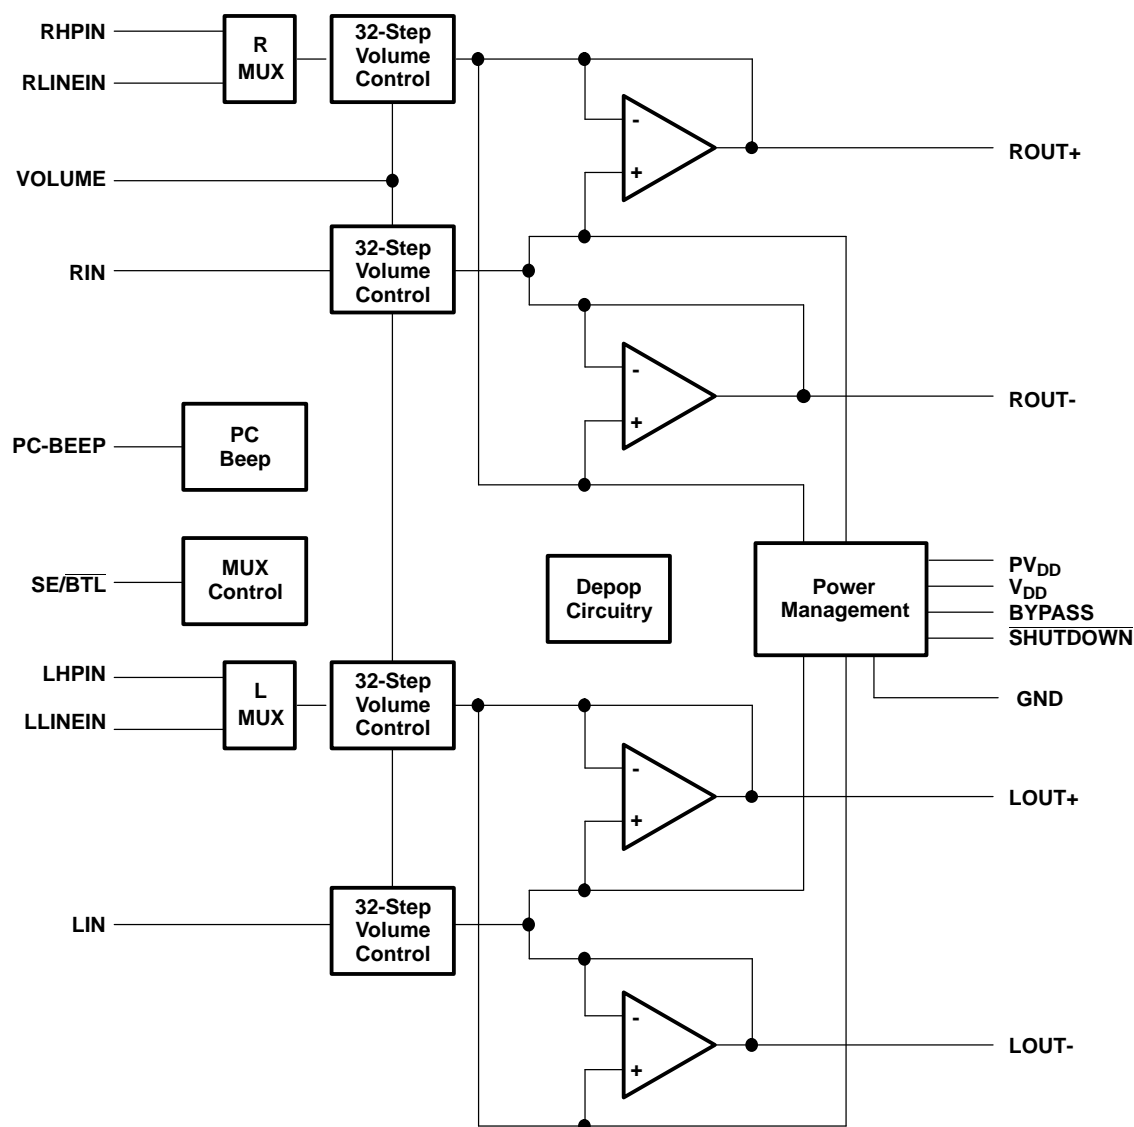 RHPIN
RLINEIN
R
MUX
32-Step
Volume
Control
-
+
ROUT+
VOLUME
RIN
32-Step
Volume
Control
-
+
ROUT-
PC-BEEP
PC
Beep
SE/B̅T̅L̅
MUX
Control
Depop
Circuitry
Power
Management
PVDD
VDD
BYPASS
S̅H̅U̅T̅D̅O̅W̅N̅
GND
LHPIN
LLINEIN
L
MUX
32-Step
Volume
Control
-
+
LOUT+
LIN
32-Step
Volume
Control
-
+
LOUT-